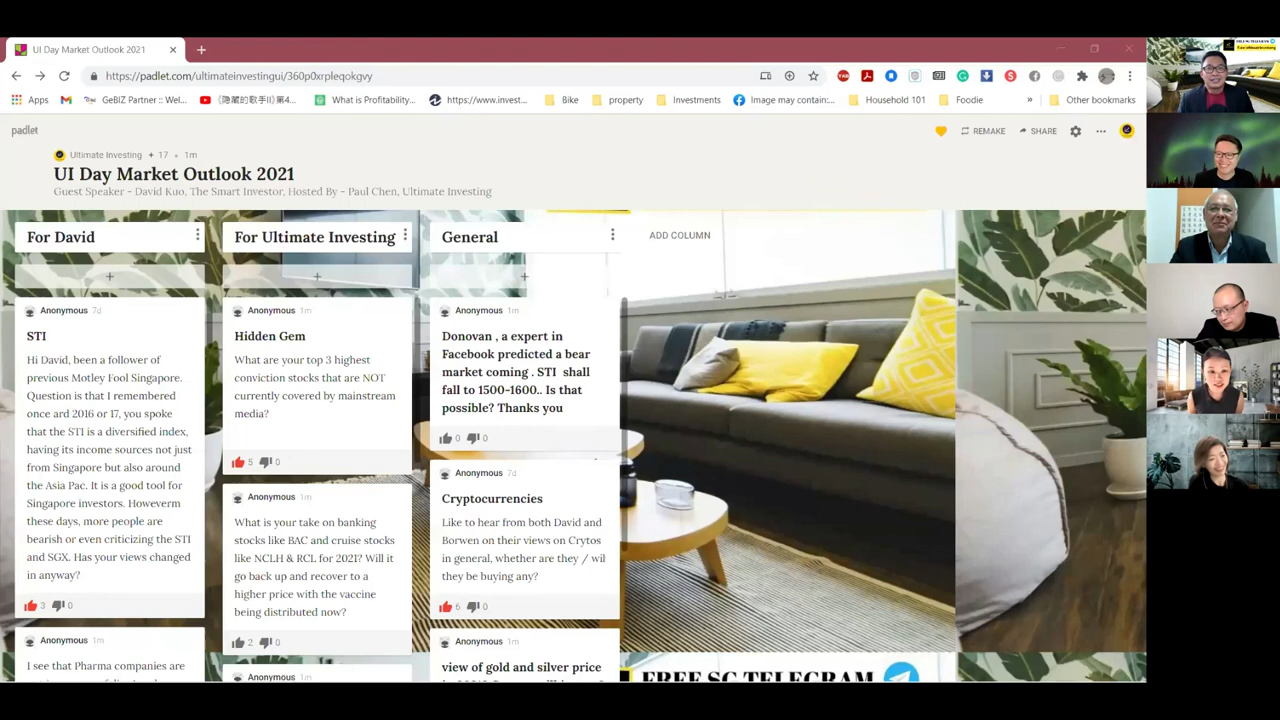 UI Day Market Outlook 2021
https://padlet.com/ultimateinvestingui/360p0xrpleqokgvy
Apps
GeBIZ Partner :: Wel...
What is Profitability...
https://www.invest...
Bike
property
Investments
Image may contain:...
Household 101
Foodie
»
Other bookmarks
padlet
REMAKE
SHARE
Ultimate Investing + 17 • 1m
UI Day Market Outlook 2021
Guest Speaker - David Kuo, The Smart Investor, Hosted By - Paul Chen, Ultimate Investing
For David
+
Anonymous 7d
STI
Hi David, been a follower of
previous Motley Fool Singapore.
Question is that I remembered
once ard 2016 or 17, you spoke
that the STI is a diversified index,
having its income sources not just
from Singapore but also around
the Asia Pac. It is a good tool for
Singapore investors. Howeverm
these days, more people are
bearish or even criticizing the STI
and SGX. Has your views changed
in anyway?
3 0
Anonymous 1m
I see that Pharma companies are
For Ultimate Investing
+
Anonymous 1m
Hidden Gem
What are your top 3 highest
conviction stocks that are NOT
currently covered by mainstream
media?
5 0
Anonymous 1m
What is your take on banking
stocks like BAC and cruise stocks
like NCLH & RCL for 2021? Will it
go back up and recover to a
higher price with the vaccine
being distributed now?
2 0
Anonymous 1m
General
+
Anonymous 1m
Donovan , a expert in
Facebook predicted a bear
market coming . STI shall
fall to 1500-1600.. Is that
possible? Thank you
0 0
Anonymous 7d
Cryptocurrencies
Like to hear from both David and
Borwen on their views on Crytos
in general, whether are they / wil
they be buying any?
6 0
Anonymous 1m
view of gold and silver price
ADD COLUMN
FREE SG TELEGRAM
FREE SG TELEGRAM